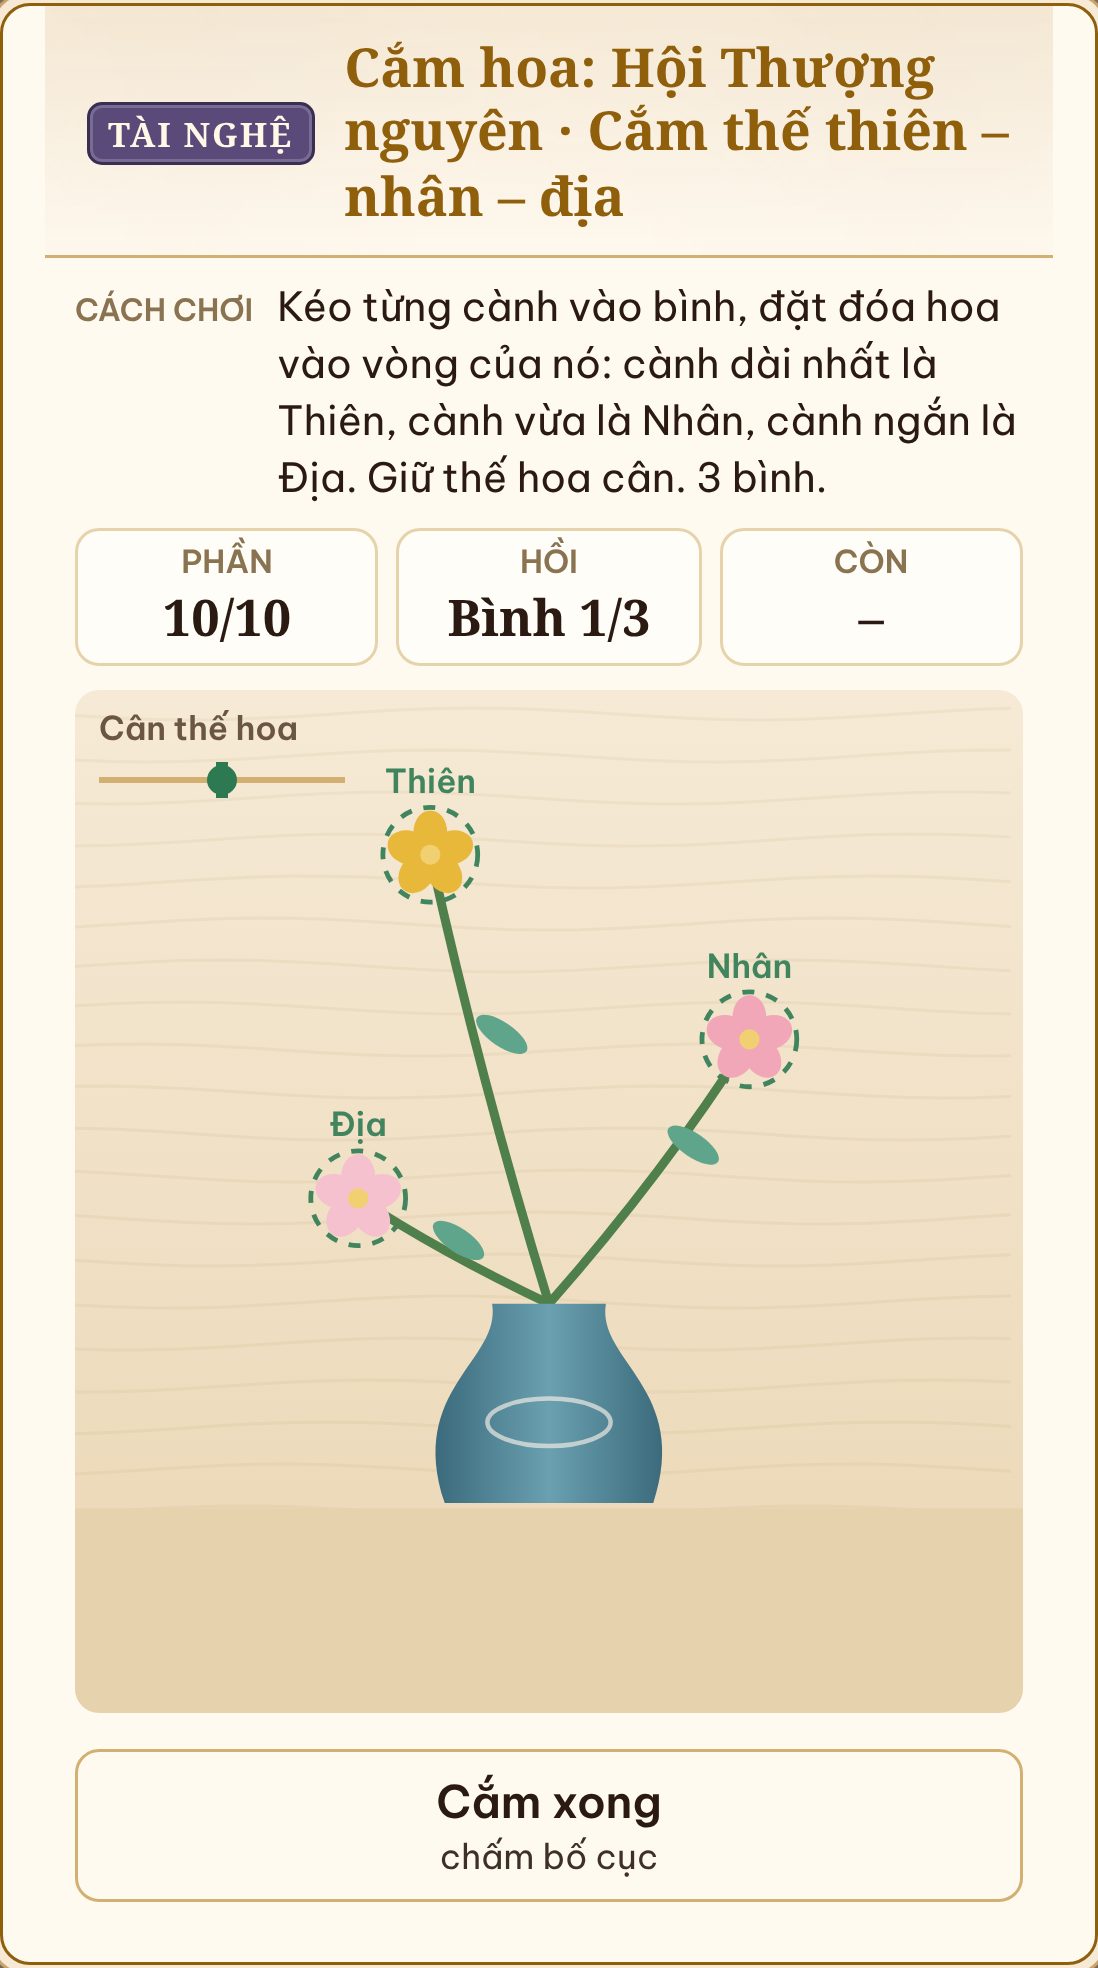 TÀI NGHỆ
Cắm hoa: Hội Thượng
nguyên · Cắm thế thiên –
nhân – địa
CÁCH CHƠI
Kéo từng cành vào bình, đặt đóa hoa
vào vòng của nó: cành dài nhất là
Thiên, cành vừa là Nhân, cành ngắn là
Địa. Giữ thế hoa cân. 3 bình.
PHẦN
10/10
HỒI
Bình 1/3
CÒN
–
Cân thế hoa
Thiên
Nhân
Địa
Cắm xong
chấm bố cục